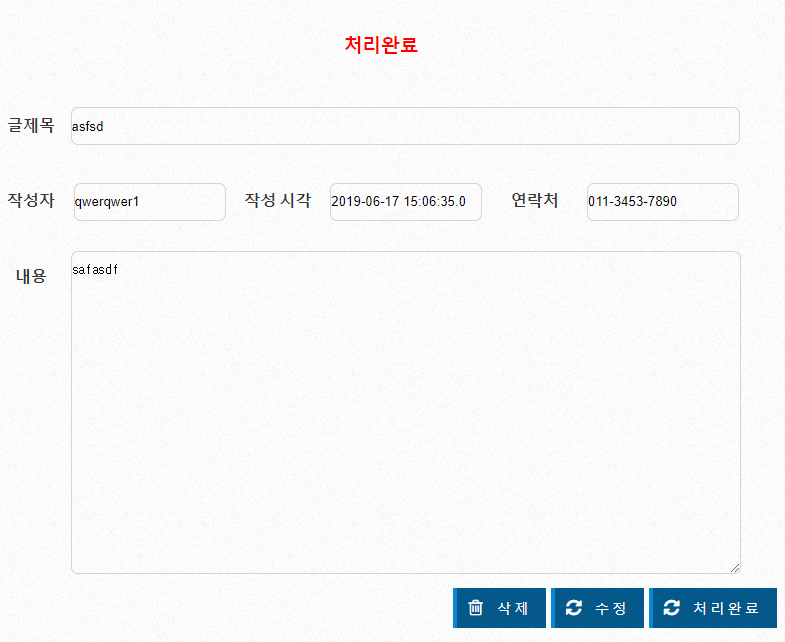 처리완료
글제목 asfsd
작성자 qwerqwer1 작성 시각 2019-06-17 15:06:35.0 연락처 011-3453-7890
내용 safasdf
삭제 수정 처리완료